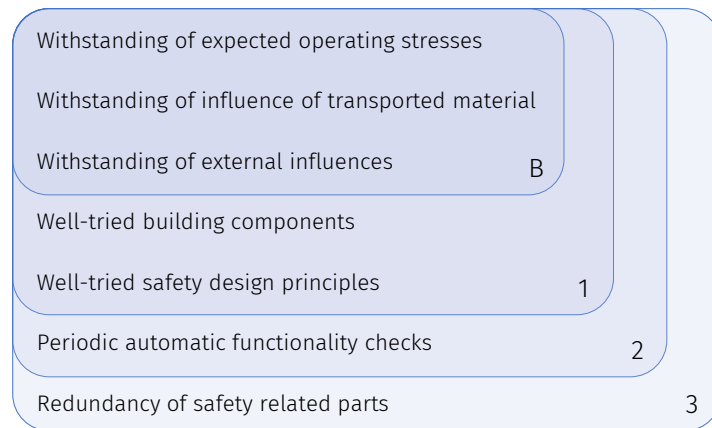 Withstanding of expected operating stresses
Withstanding of influence of transported material
Withstanding of external influences
B
Well-tried building components
Well-tried safety design principles
1
Periodic automatic functionality checks
2
Redundancy of safety related parts
3